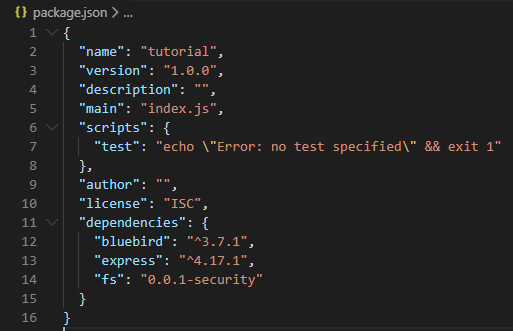 {} package.json > ...
1 {
2 "name": "tutorial",
3 "version": "1.0.0",
4 "description": "",
5 "main": "index.js",
6 "scripts": {
7 "test": "echo \"Error: no test specified\" && exit 1"
8 },
9 "author": "",
10 "license": "ISC",
11 "dependencies": {
12 "bluebird": "^3.7.1",
13 "express": "^4.17.1",
14 "fs": "0.0.1-security"
15 }
16 }